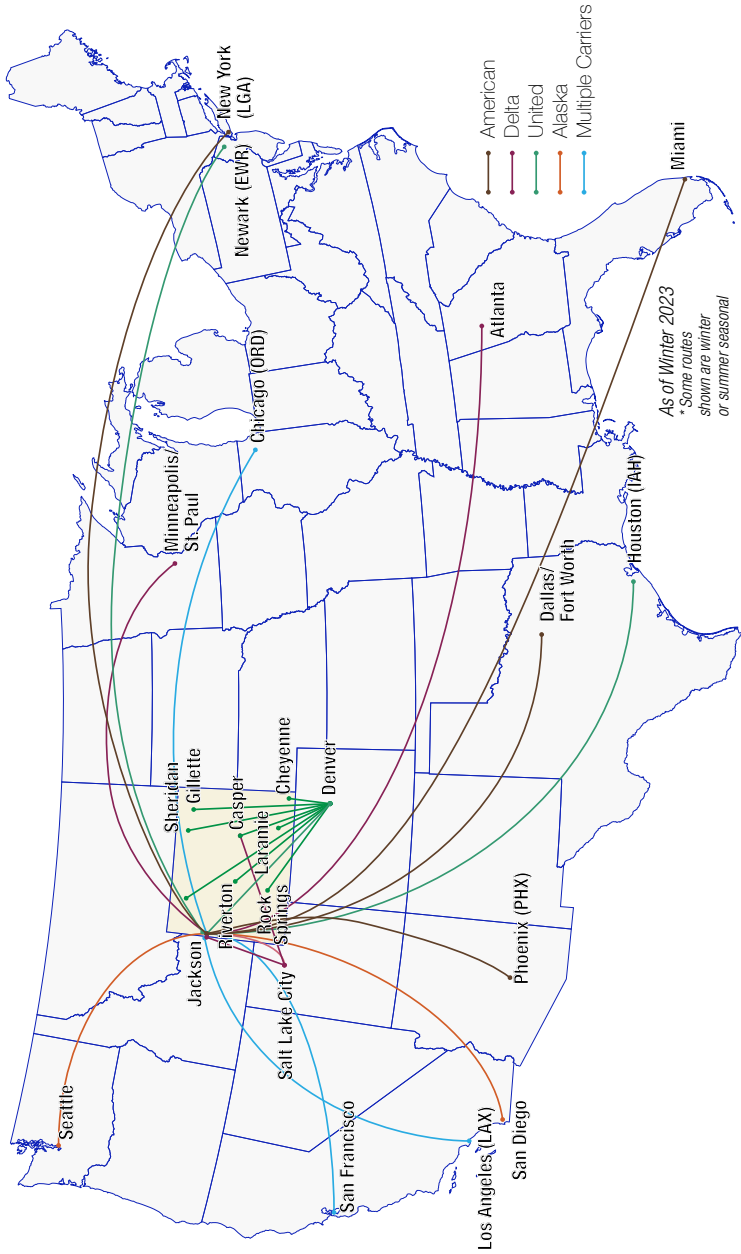 Seattle
Minneapolis/
St. Paul
New York
(LGA)
Newark (EWR)
Chicago (ORD)
Sheridan
Gillette
Casper
Cheyenne
Denver
Laramie
Riverton
Rock
Springs
Jackson
Salt Lake City
San Francisco
Los Angeles (LAX)
San Diego
Phoenix (PHX)
Dallas/
Fort Worth
Houston (IAH)
Atlanta
Miami
American
Delta
United
Alaska
Multiple Carriers
As of Winter 2023
* Some routes
shown are winter
or summer seasonal